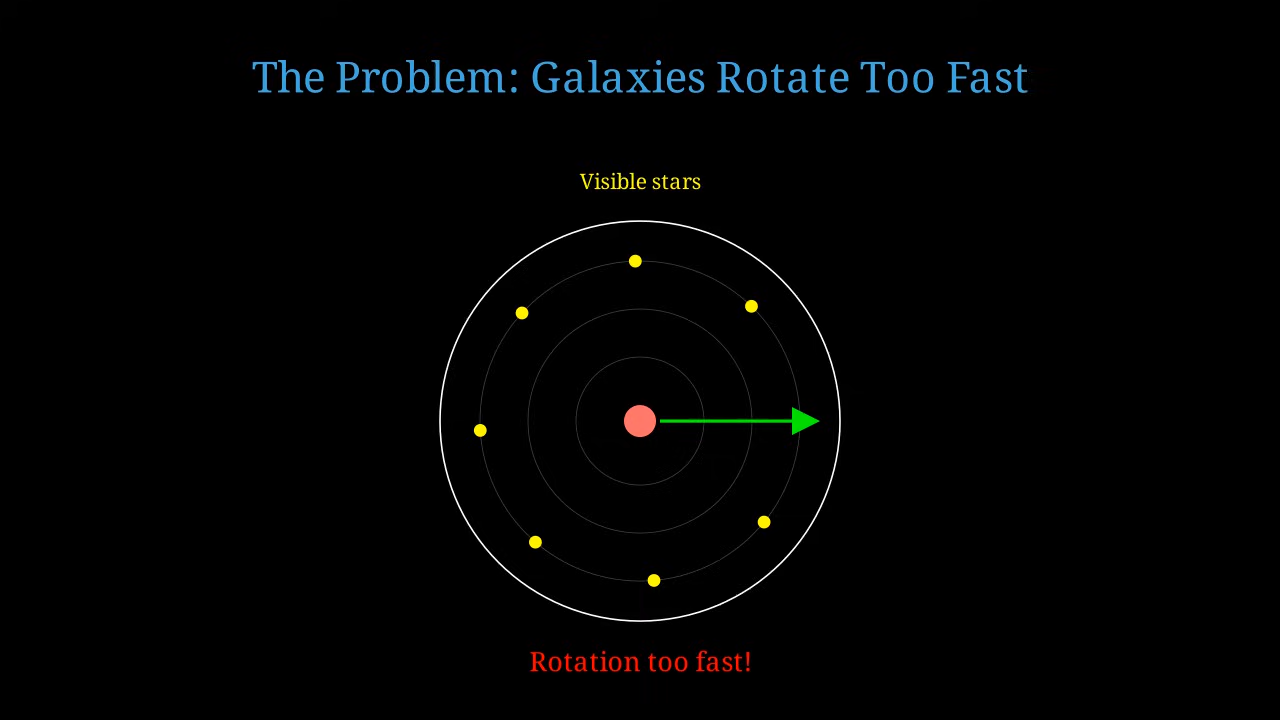 The Problem: Galaxies Rotate Too Fast
Visible stars
Rotation too fast!